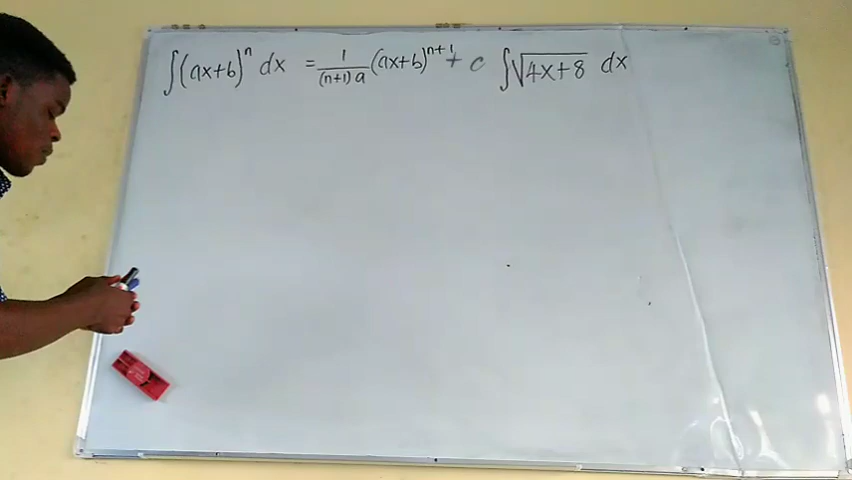 ∫(ax+b)^n dx = 1/((n+1)a) (ax+b)^(n+1) + c ∫√(4x+8) dx